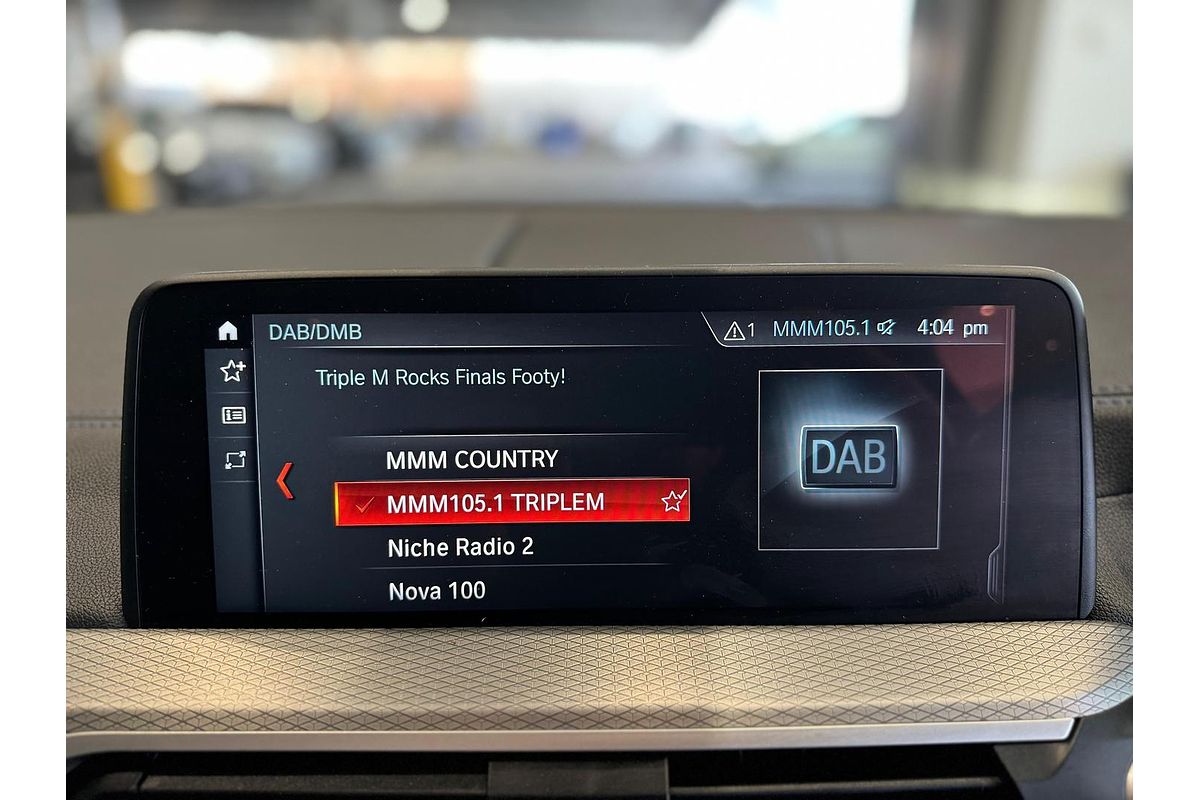 DAB/DMB
1 MMM105.1 4:04 pm
Triple M Rocks Finals Footy!
MMM COUNTRY
MMM105.1 TRIPLEM
Niche Radio 2
Nova 100
DAB